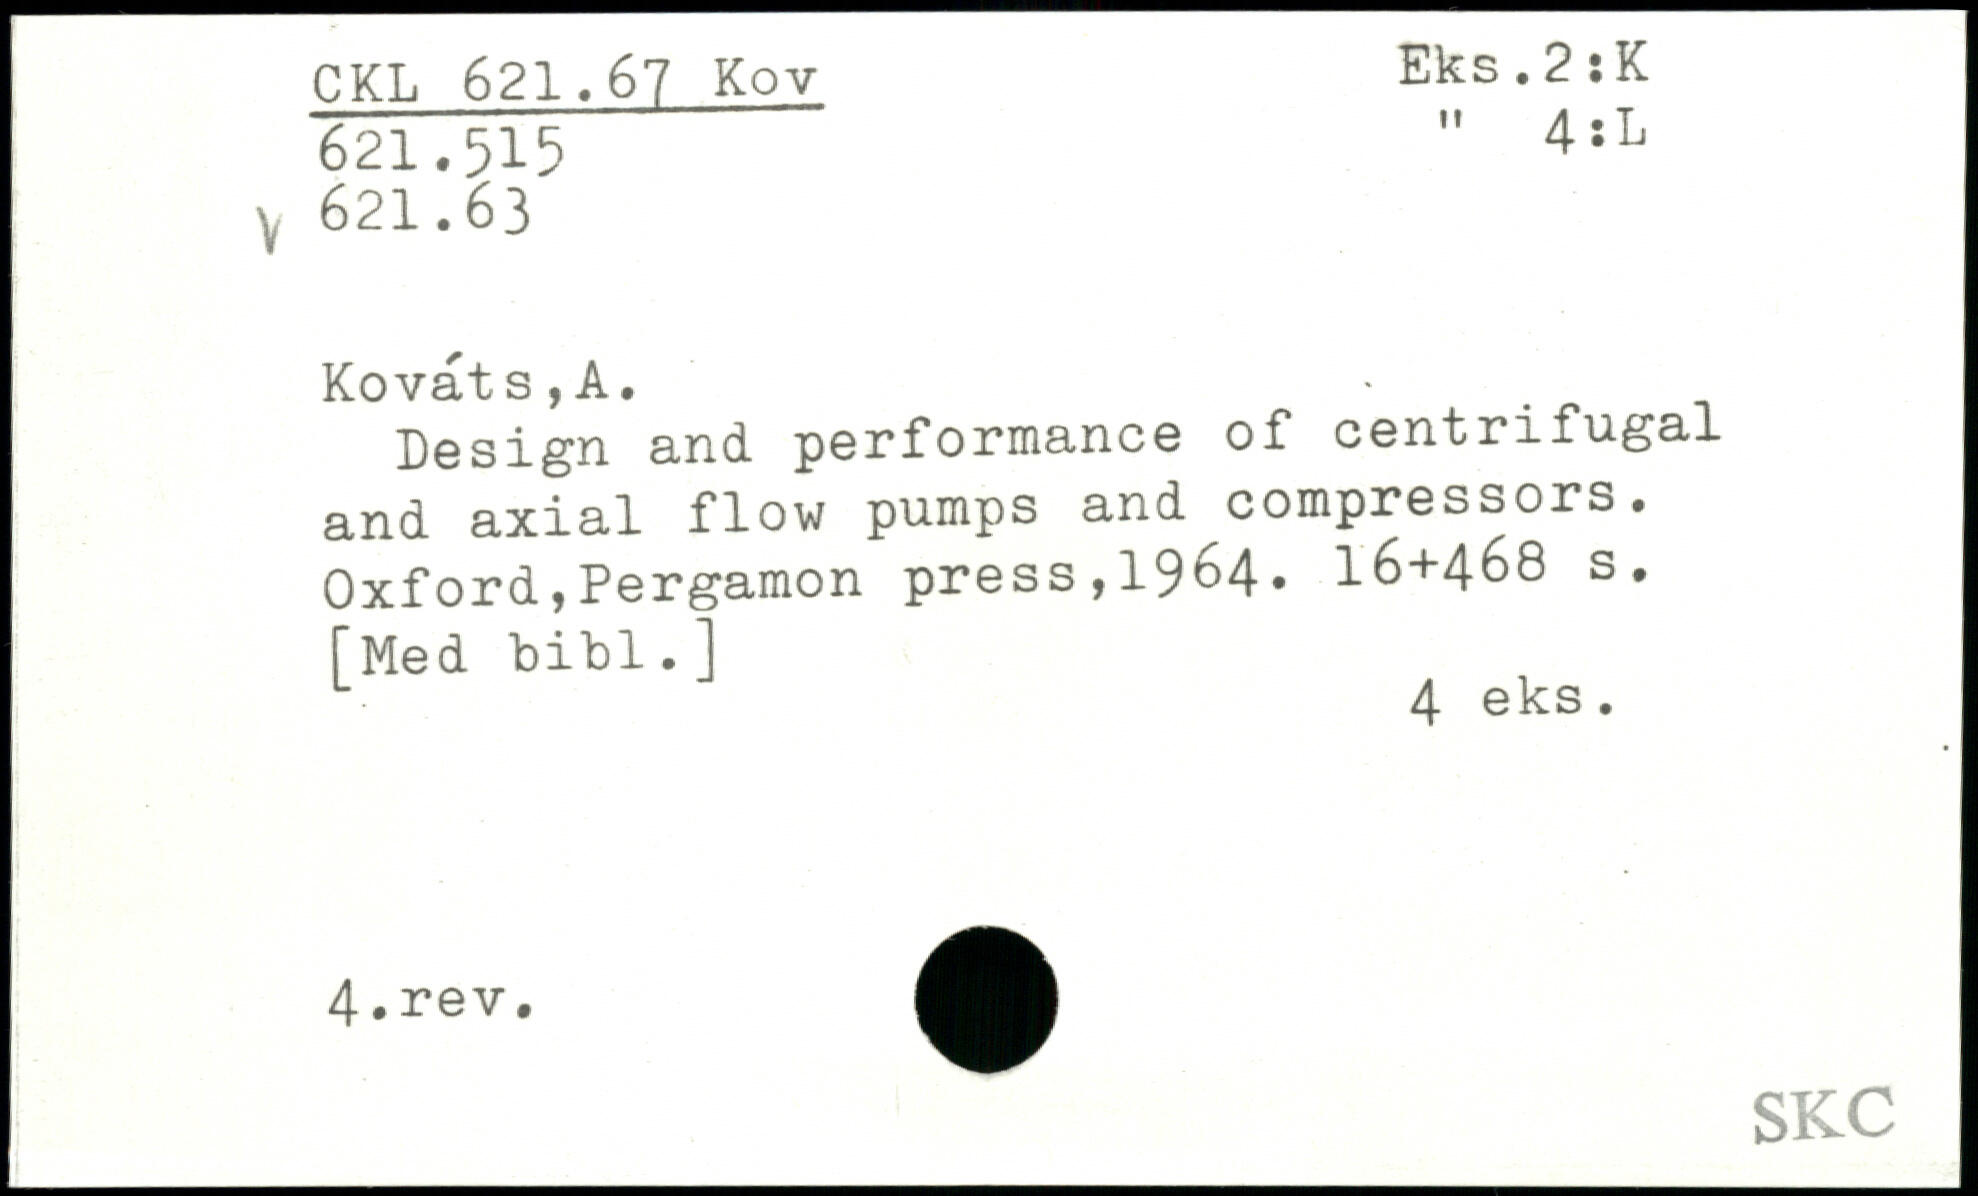 CKL 621.67 Kov
Eks.2:K
621.515
" 4:L
v 621.63
Kováts,A.
Design and performance of centrifugal
and axial flow pumps and compressors.
Oxford,Pergamon press,1964. 16+468 s.
[Med bibl.]
4 eks.
4.rev.
SKC